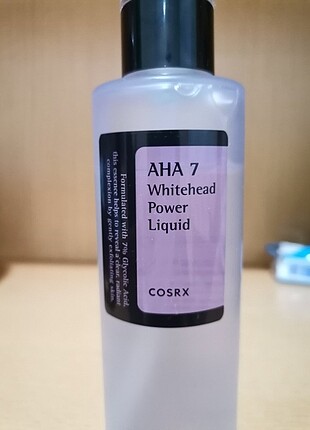 AHA 7
Whitehead
Power
Liquid
COSRX
Formulated with 7% Glycolic Acid,
this essence helps to reveal a clear, radiant
complexion by gently exfoliating skin.